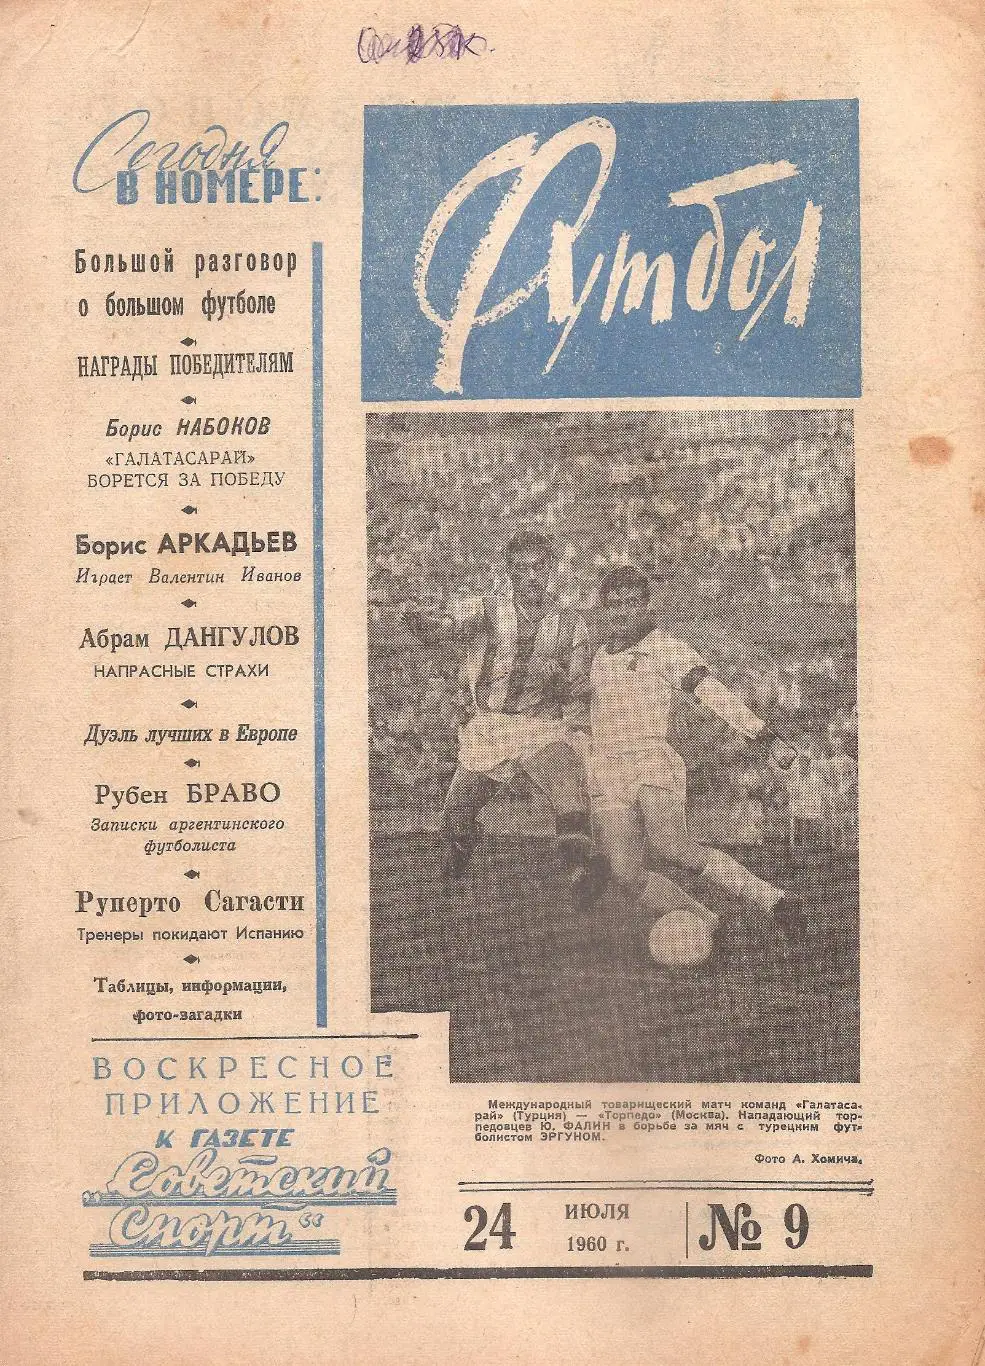 Сегодня
В НОМЕРЕ:
Большой разговор
о большом футболе
НАГРАДЫ ПОБЕДИТЕЛЯМ
Борис НАБОКОВ
«ГАЛАТАСАРАЙ»
БОРЕТСЯ ЗА ПОБЕДУ
Борис АРКАДЬЕВ
Играет Валентин Иванов
Абрам ДАНГУЛОВ
НАПРАСНЫЕ СТРАХИ
Дуэль лучших в Европе
Рубен БРАВО
Записки аргентинского
футболиста
Руперто Сагасти
Тренеры покидают Испанию
Таблицы, информации,
фото-загадки
ВОСКРЕСНОЕ
ПРИЛОЖЕНИЕ
К ГАЗЕТЕ
„Советский
Спорт“
Футбол
Международный товарищеский матч команд «Галатаса-
рай» (Турция) — «Торпедо» (Москва). Нападающий тор-
педовцев Ю. ФАЛИН в борьбе за мяч с турецким фут-
болистом ЭРГУНОМ.
Фото А. Хомича.
24 ИЮЛЯ
1960 г.
№ 9